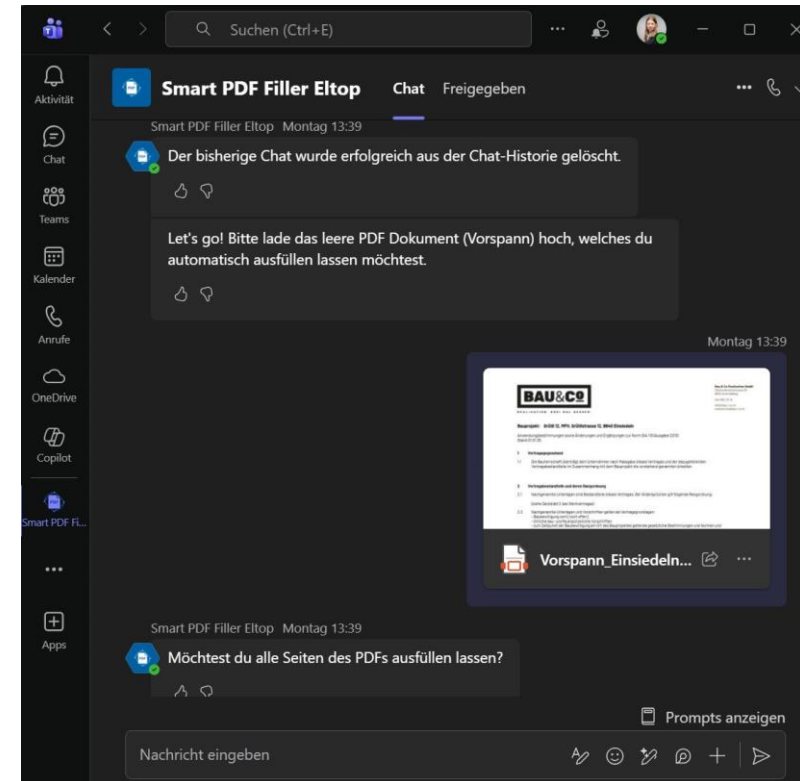 Suchen (Ctrl+E)
Aktivität
Chat
Teams
Kalender
Anrufe
OneDrive
Copilot
Smart PDF Fi...
Apps
Smart PDF Filler Eltop
Chat
Freigegeben
Smart PDF Filler Eltop Montag 13:39
Der bisherige Chat wurde erfolgreich aus der Chat-Historie gelöscht.
Let's go! Bitte lade das leere PDF Dokument (Vorspann) hoch, welches du
automatisch ausfüllen lassen möchtest.
Montag 13:39
BAU&CO
Vorspann_Einsiedeln...
Smart PDF Filler Eltop Montag 13:39
Möchtest du alle Seiten des PDFs ausfüllen lassen?
Prompts anzeigen
Nachricht eingeben